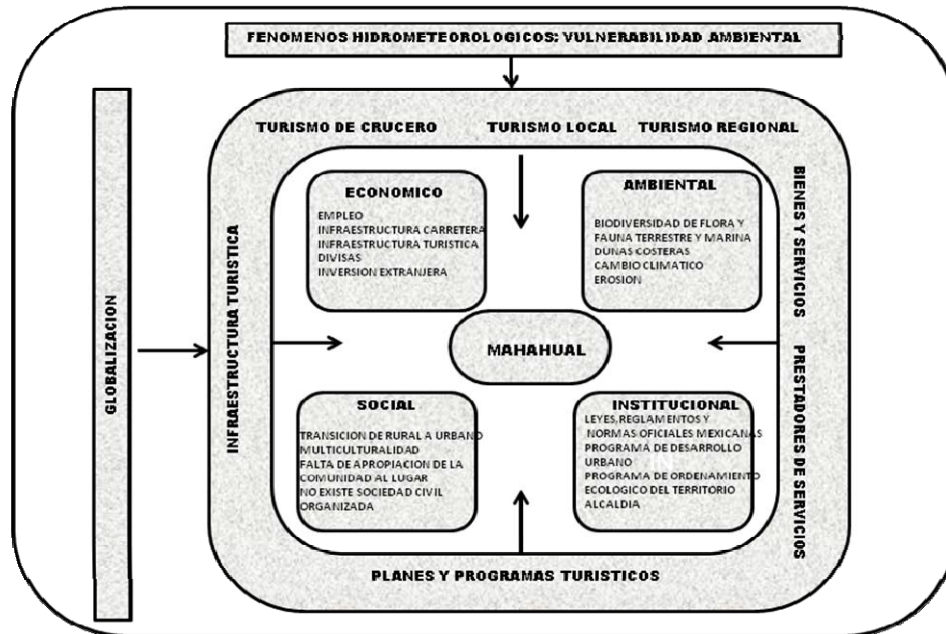 FENOMENOS HIDROMETEOROLOGICOS: VULNERABILIDAD AMBIENTAL
GLOBALIZACION
TURISMO DE CRUCERO
TURISMO LOCAL
TURISMO REGIONAL
INFRAESTRUCTURA TURISTICA
ECONOMICO
EMPLEO
INFRAESTRUCTURA CARRETERA
INFRAESTRUCTURA TURISTICA
DIVISAS
INVERSION EXTRANJERA
AMBIENTAL
BIODIVERSIDAD DE FLORA Y
FAUNA TERRESTRE Y MARINA
DUNAS COSTERAS
CAMBIO CLIMATICO
EROSION
BIENES Y SERVICIOS
PRESTADORES DE SERVICIOS
MAHAHUAL
SOCIAL
TRANSICION DE RURAL A URBANO
MULTICULTURALIDAD
FALTA DE APROPIACION DE LA
COMUNIDAD AL LUGAR
NO EXISTE SOCIEDAD CIVIL
ORGANIZADA
INSTITUCIONAL
LEYES, REGLAMENTOS Y
NORMAS OFICIALES MEXICANAS
PROGRAMA DE DESARROLLO
URBANO
PROGRAMA DE ORDENAMIENTO
ECOLOGICO DEL TERRITORIO
ALCALDIA
PLANES Y PROGRAMAS TURISTICOS